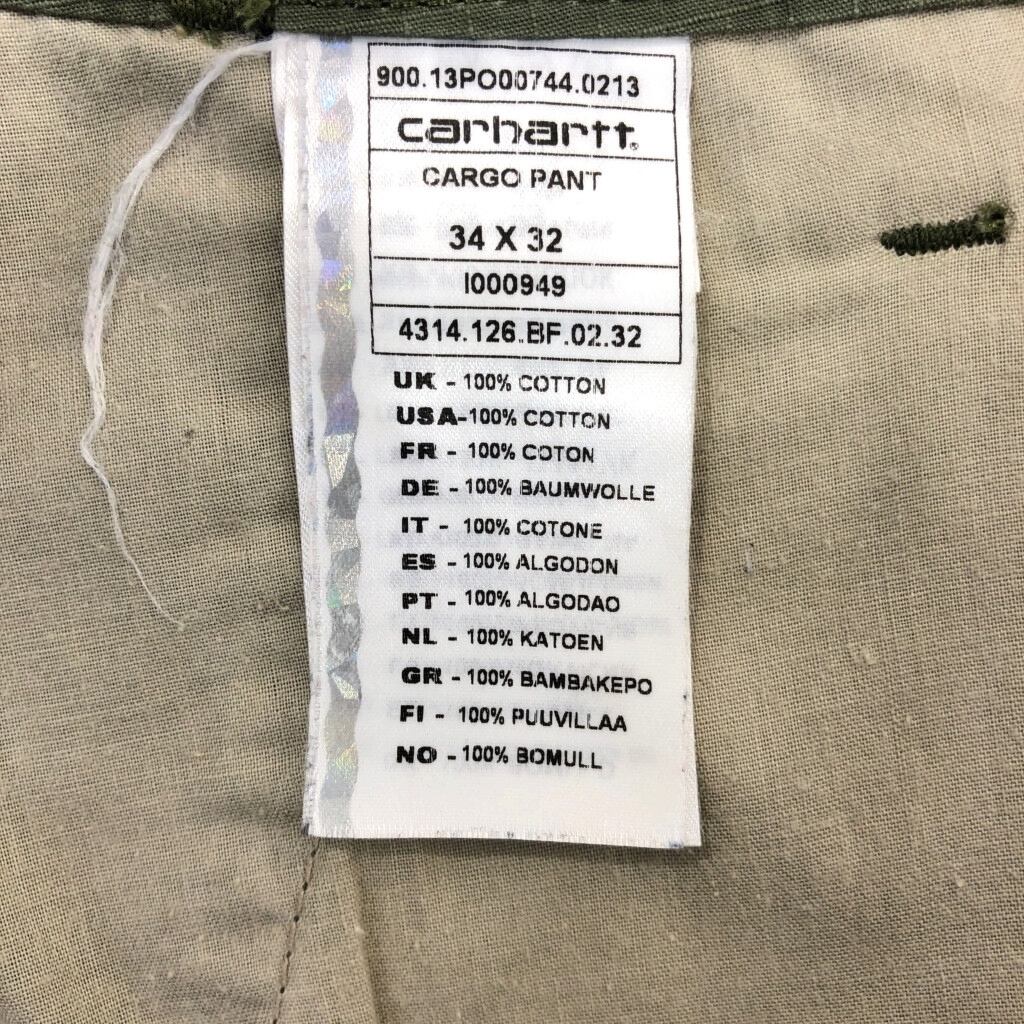 900.13PO00744.0213
carhartt®
CARGO PANT
34 X 32
I000949
4314.126.BF.02.32
UK - 100% COTTON
USA-100% COTTON
FR - 100% COTON
DE - 100% BAUMWOLLE
IT - 100% COTONE
ES - 100% ALGODON
PT - 100% ALGODAO
NL - 100% KATOEN
GR - 100% BAMBAKEPO
FI - 100% PUUVILLAA
NO - 100% BOMULL